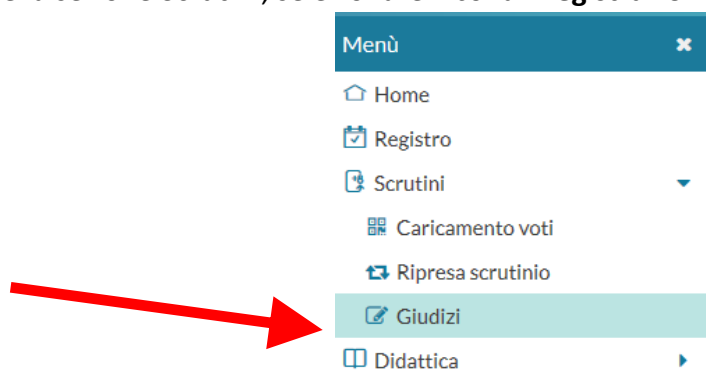 Menù
Home
Registro
Scrutini
Caricamento voti
Ripresa scrutinio
Giudizi
Didattica